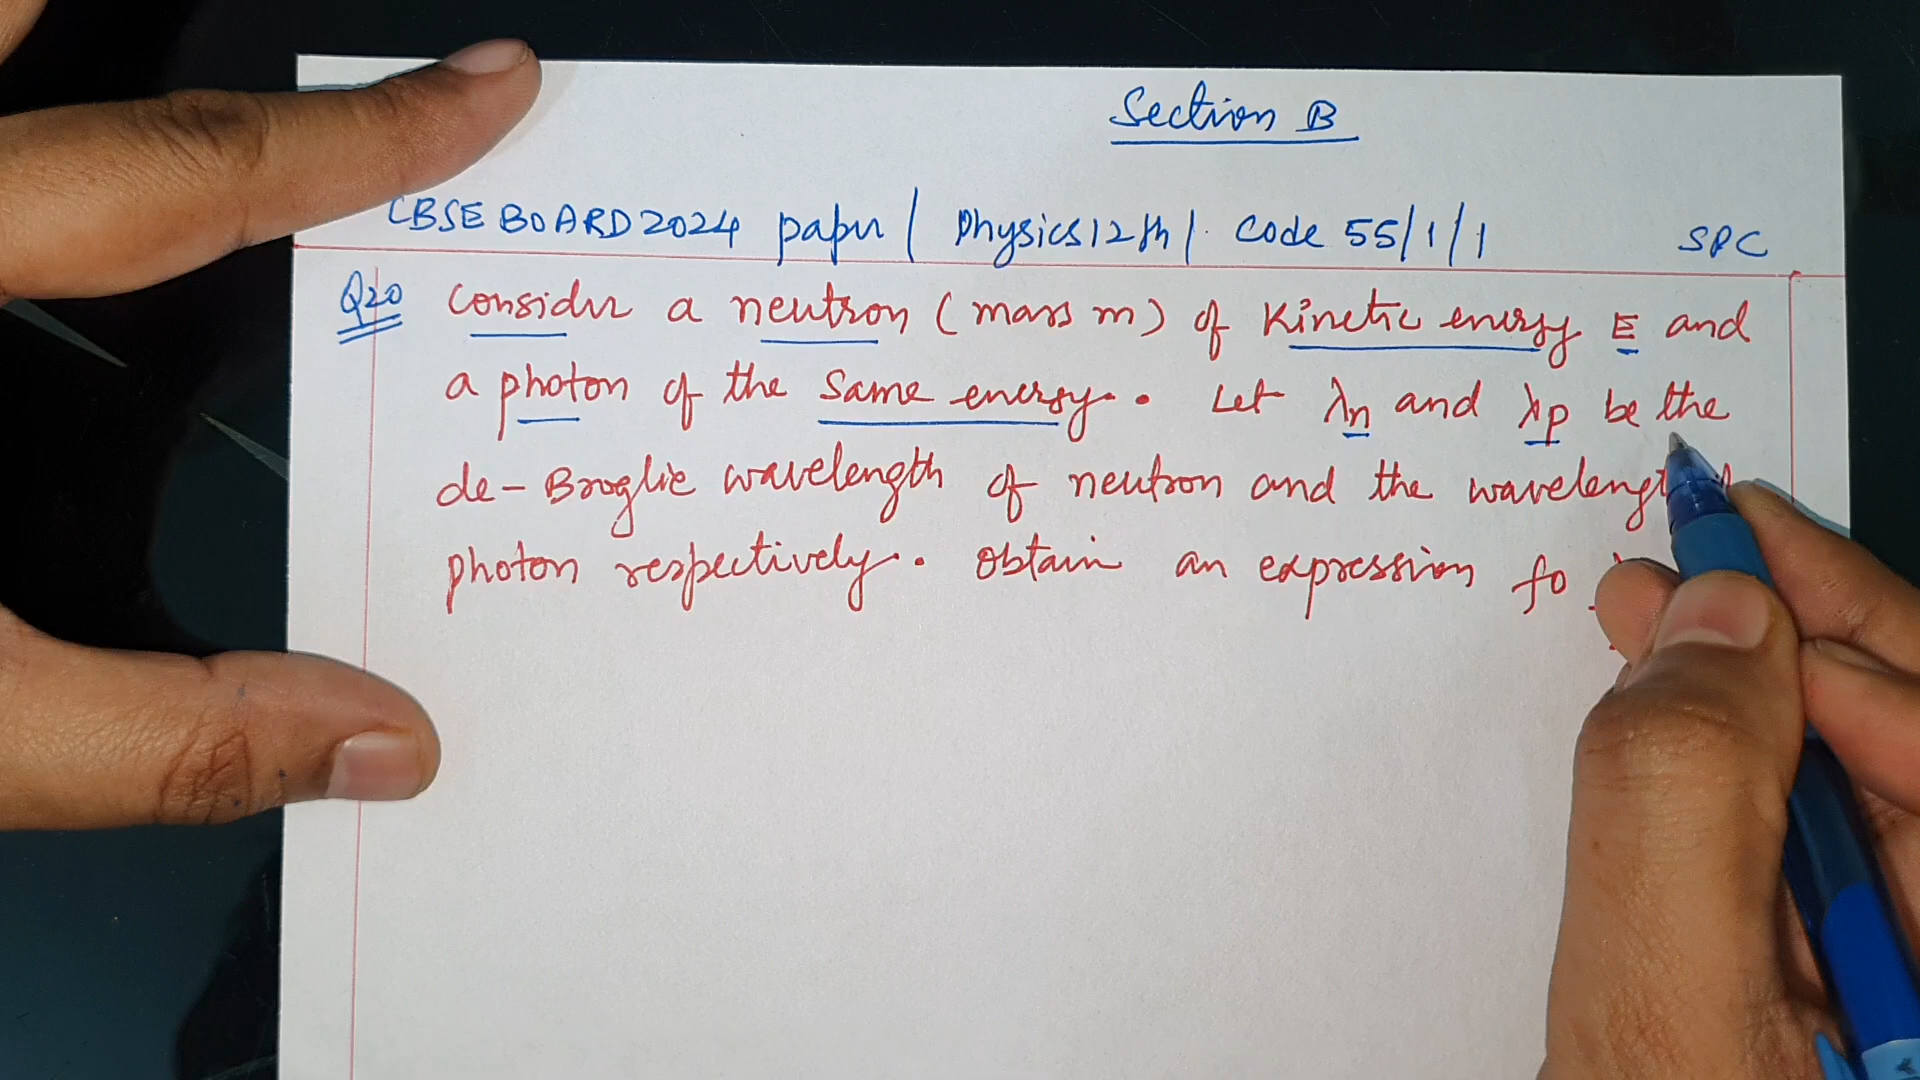 Section B
CBSE BOARD 2024 paper / Physics 12th / Code 55/1/1 SPC
Q20 Consider a neutron (mass m) of Kinetic energy E and
a photon of the same energy. Let λn and λp be the
de-Broglie wavelength of neutron and the
photon respectively. Obtain an expression fo